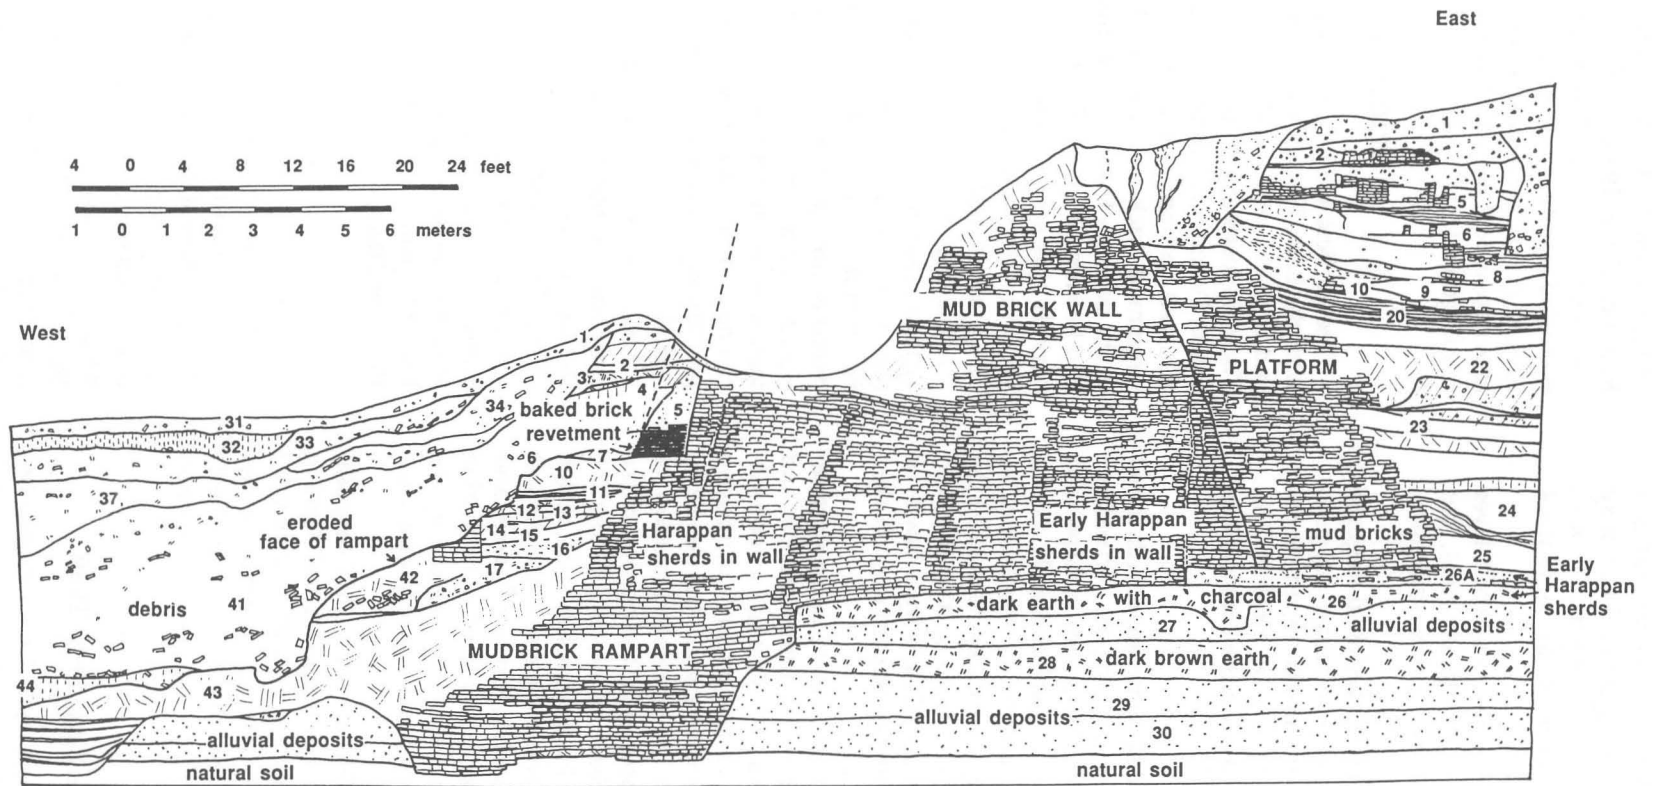 East
4 0 4 8 12 16 20 24 feet
1 0 1 2 3 4 5 6 meters
West
1
2
5
6
8
9
10
20
22
23
24
25
26A
26
MUD BRICK WALL
PLATFORM
mud bricks
Early
Harappan
sherds
1
2
3
4
5
34
baked brick
revetment
6
7
10
11
12
13
14
15
16
17
31
32
33
37
eroded
face of rampart
42
debris
41
44
43
Harappan
sherds in wall
Early Harappan
sherds in wall
MUDBRICK RAMPART
dark earth with charcoal
27
alluvial deposits
28
dark brown earth
29
alluvial deposits
30
alluvial deposits
natural soil
natural soil